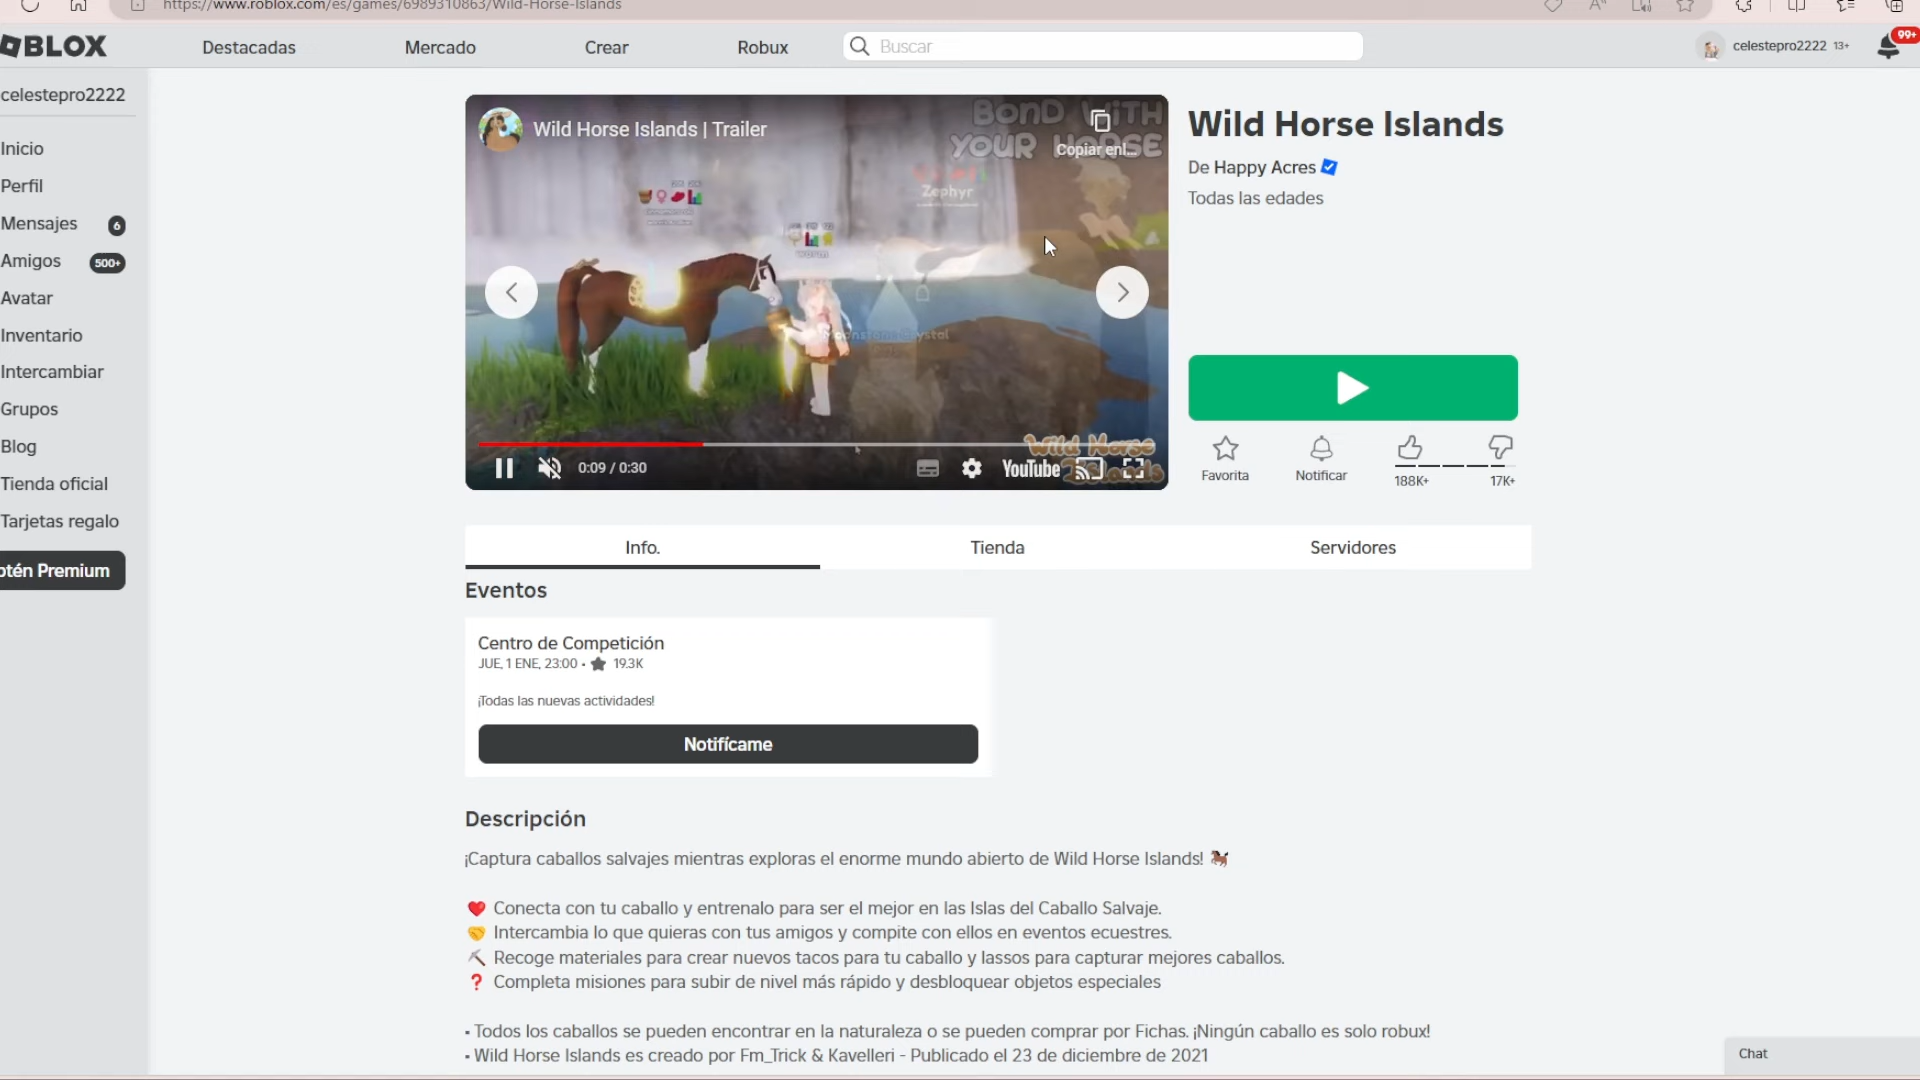 https://www.roblox.com/es/games/6989310863/Wild-Horse-Islands
BLOX
Destacadas
Mercado
Crear
Robux
Buscar
celestepro2222 13+
99+
celestepro2222
Inicio
Perfil
Mensajes 6
Amigos 500+
Avatar
Inventario
Intercambiar
Grupos
Blog
Tienda oficial
Tarjetas regalo
btén Premium
Wild Horse Islands | Trailer
BonD WiTH
YOUR HORSE
Copiar enl...
Zephyr
Moonstone Crystal
Wild Horse
Islands
0:09 / 0:30
YouTube
Wild Horse Islands
De Happy Acres
Todas las edades
Favorita
Notificar
188K+
17K+
Info.
Tienda
Servidores
Eventos
Centro de Competición
JUE, 1 ENE, 23:00 • 19.3K
¡Todas las nuevas actividades!
Notifícame
Descripción
¡Captura caballos salvajes mientras exploras el enorme mundo abierto de Wild Horse Islands! 🐎
❤️ Conecta con tu caballo y entrenalo para ser el mejor en las Islas del Caballo Salvaje.
🤝 Intercambia lo que quieras con tus amigos y compite con ellos en eventos ecuestres.
⛏️ Recoge materiales para crear nuevos tacos para tu caballo y lassos para capturar mejores caballos.
❓ Completa misiones para subir de nivel más rápido y desbloquear objetos especiales
• Todos los caballos se pueden encontrar en la naturaleza o se pueden comprar por Fichas. ¡Ningún caballo es solo robux!
• Wild Horse Islands es creado por Fm_Trick & Kavelleri - Publicado el 23 de diciembre de 2021
Chat